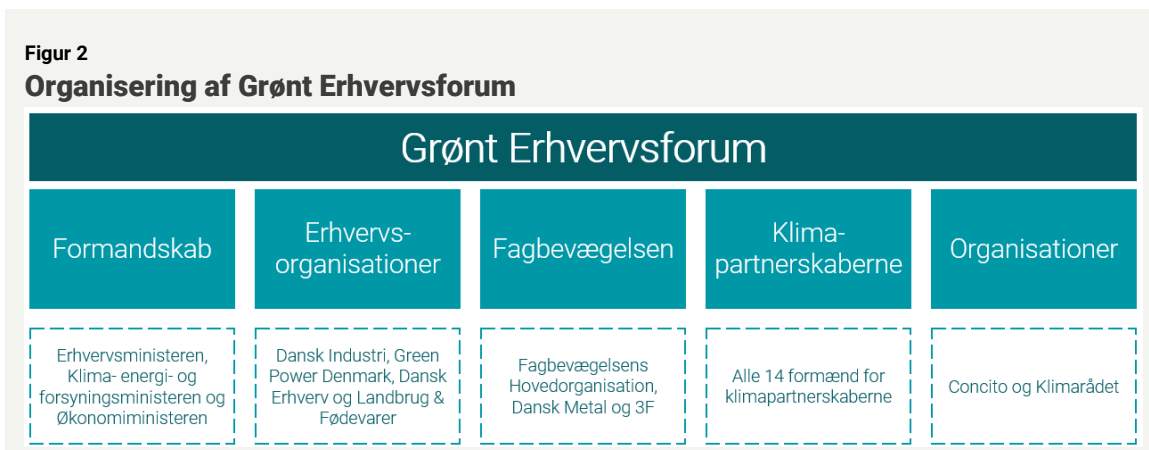 Figur 2
Organisering af Grønt Erhvervsforum
Grønt Erhvervsforum
Formandskab
Erhvervs-
organisationer
Fagbevægelsen
Klima-
partnerskaberne
Organisationer
Erhvervsministeren,
Klima- energi- og
forsyningsministeren og
Økonomiministeren
Dansk Industri, Green
Power Denmark, Dansk
Erhverv og Landbrug &
Fødevarer
Fagbevægelsens
Hovedorganisation,
Dansk Metal og 3F
Alle 14 formænd for
klimapartnerskaberne
Concito og Klimarådet